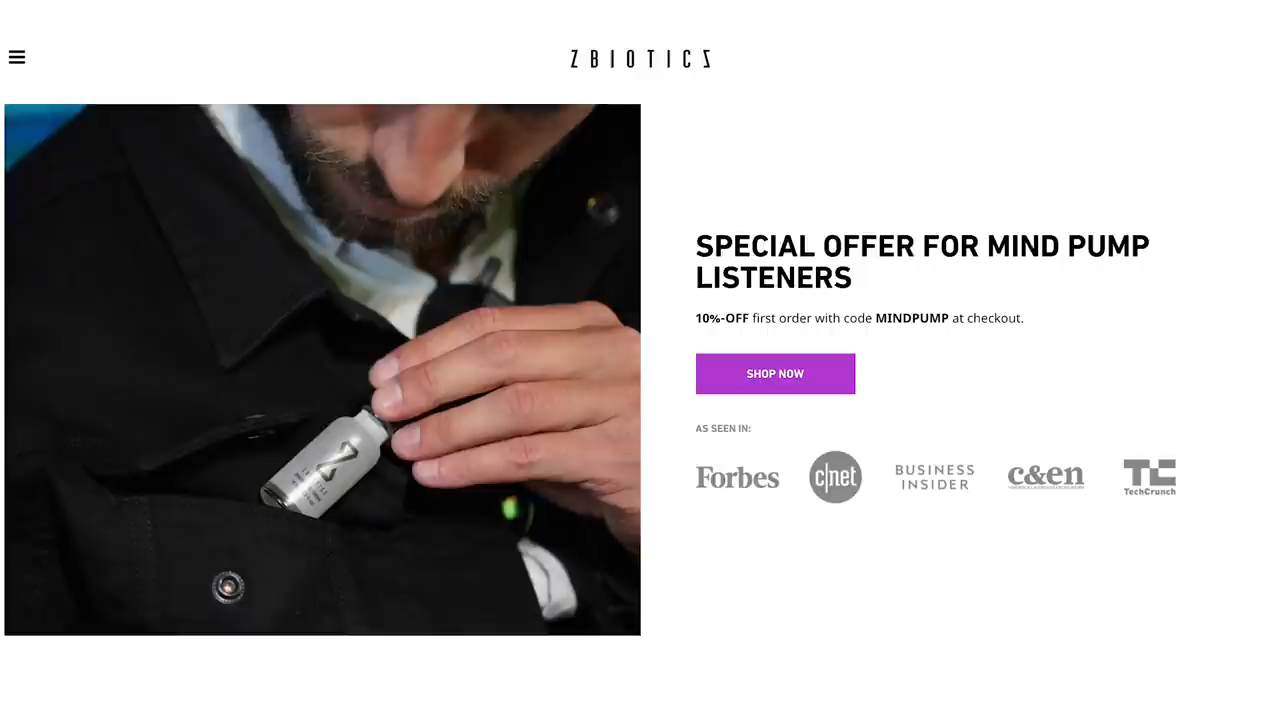 ZBIOTICS
SPECIAL OFFER FOR MIND PUMP
LISTENERS
10%-OFF first order with code MINDPUMP at checkout.
SHOP NOW
AS SEEN IN:
Forbes
c|net
BUSINESS
INSIDER
c&en
TC
TechCrunch